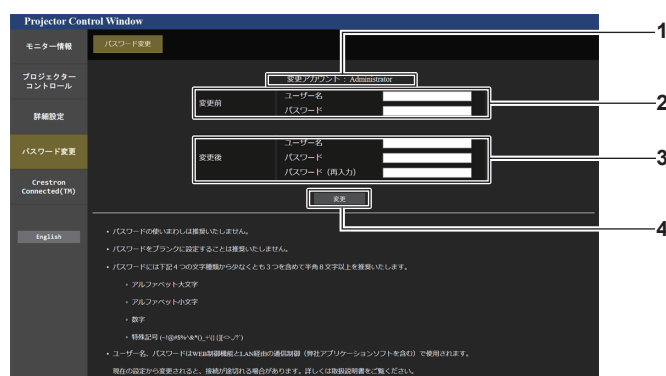 Projector Control Window
モニター情報
プロジェクター
コントロール
詳細設定
パスワード変更
Crestron
Connected(TM)
English
パスワード変更
変更アカウント : Administrator
変更前
ユーザー名
パスワード
変更後
ユーザー名
パスワード
パスワード (再入力)
変更
• パスワードの使いまわしは推奨いたしません。
• パスワードをブランクに設定することは推奨いたしません。
• パスワードには下記4つの文字種類から少なくとも3つを含めて半角8文字以上を推奨いたします。
• アルファベット大文字
• アルファベット小文字
• 数字
• 特殊記号
• ユーザー名、パスワードはWEB制御機能とLAN経由の通信制御 (弊社アプリケーションソフトを含む) で使用されます。
現在の設定から変更されると、接続が途切れる場合があります。詳しくは取扱説明書をご覧ください。
1
2
3
4